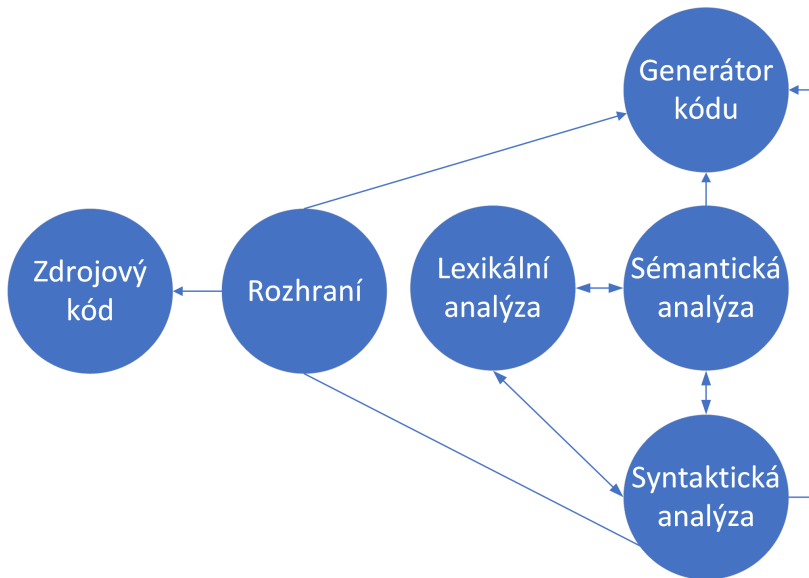 Generátor
kódu
Zdrojový
kód
Rozhraní
Lexikální
analýza
Sémantická
analýza
Syntaktická
analýza